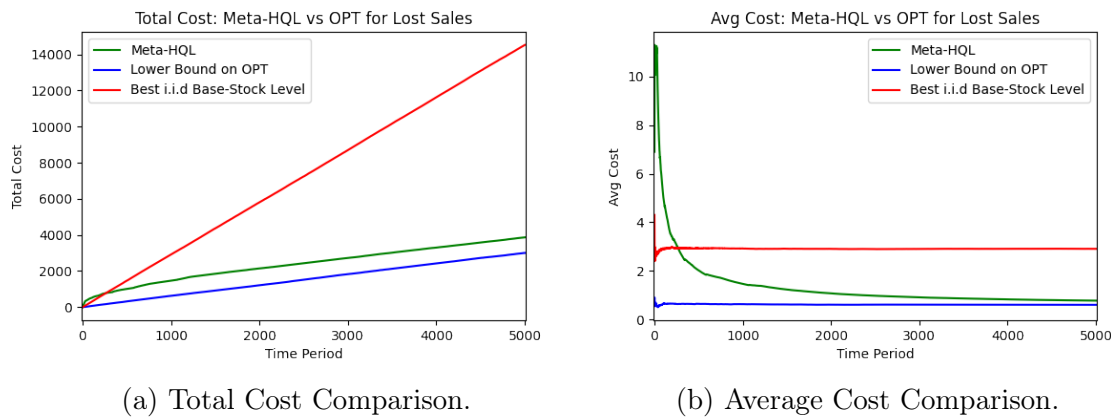 Total Cost: Meta-HQL vs OPT for Lost Sales
Meta-HQL
Lower Bound on OPT
Best i.i.d Base-Stock Level
14000
12000
10000
8000
6000
4000
2000
0
Total Cost
0 1000 2000 3000 4000 5000
Time Period
(a) Total Cost Comparison.
Avg Cost: Meta-HQL vs OPT for Lost Sales
Meta-HQL
Lower Bound on OPT
Best i.i.d Base-Stock Level
10
8
6
4
2
0
Avg Cost
0 1000 2000 3000 4000 5000
Time Period
(b) Average Cost Comparison.